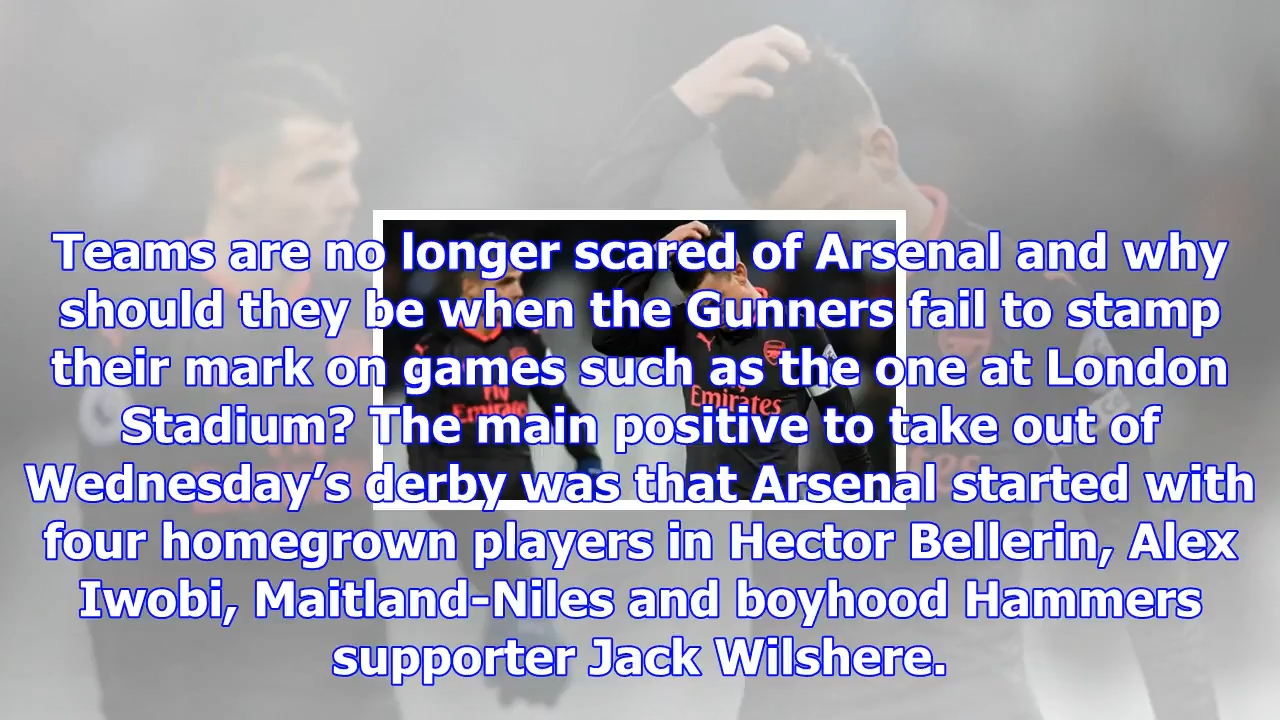 Teams are no longer scared of Arsenal and why
should they be when the Gunners fail to stamp
their mark on games such as the one at London
Stadium? The main positive to take out of
Wednesday’s derby was that Arsenal started with
four homegrown players in Hector Bellerin, Alex
Iwobi, Maitland-Niles and boyhood Hammers
supporter Jack Wilshere.
Fly
Emirates
Emirates